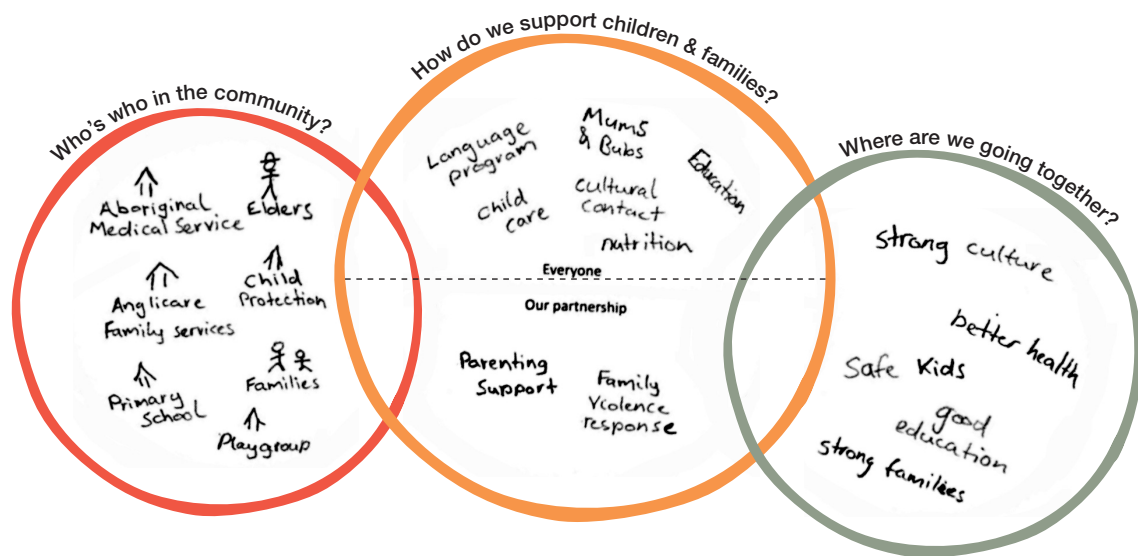 Who's who in the community?
Aboriginal
Medical Service
Elders
Anglicare
Family services
Child
Protection
Primary
School
Families
Playgroup
How do we support children & families?
Language
program
Mums
& Bubs
Education
child
care
cultural
contact
nutrition
Everyone
Our partnership
Parenting
Support
Family
Violence
response
Where are we going together?
strong culture
better health
safe kids
good
education
strong families